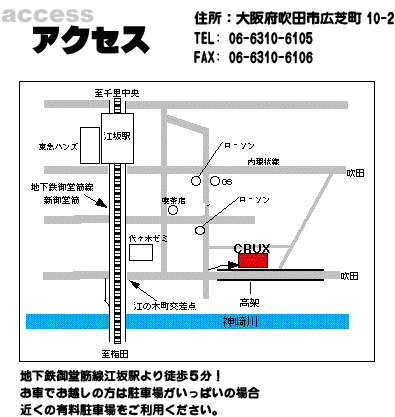 access
アクセス
住所：大阪府吹田市広芝町 10-2
TEL: 06-6310-6105
FAX: 06-6310-6106
至千里中央
江坂駅
東急ハンズ
ローソン
内環状線
吹田
GS
地下鉄御堂筋線
新御堂筋
喫茶店
ローソン
代々木ゼミ
CRUX
吹田
江の木町交差点
高架
神崎川
至梅田
地下鉄御堂筋線江坂駅より徒歩５分！
お車でお越しの方は駐車場がいっぱいの場合
近くの有料駐車場をご利用ください。